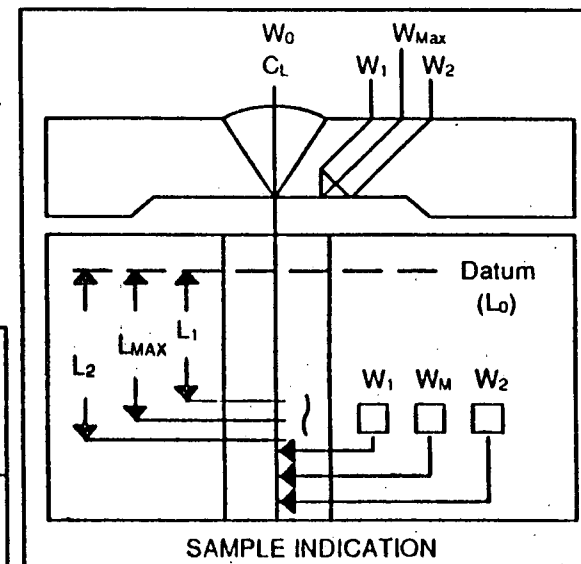 W0 WMax
CL W1 W2
Datum
(L0)
L1
LMAX
L2
W1 WM W2
SAMPLE INDICATION